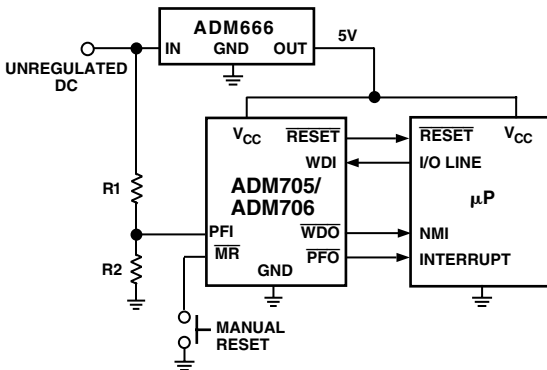 ADM666
IN GND OUT
5V
UNREGULATED
DC
VCC
RESET
WDI
ADM705/
ADM706
PFI
MR
WDO
PFO
GND
RESET
VCC
I/O LINE
μP
NMI
INTERRUPT
R1
R2
MANUAL
RESET